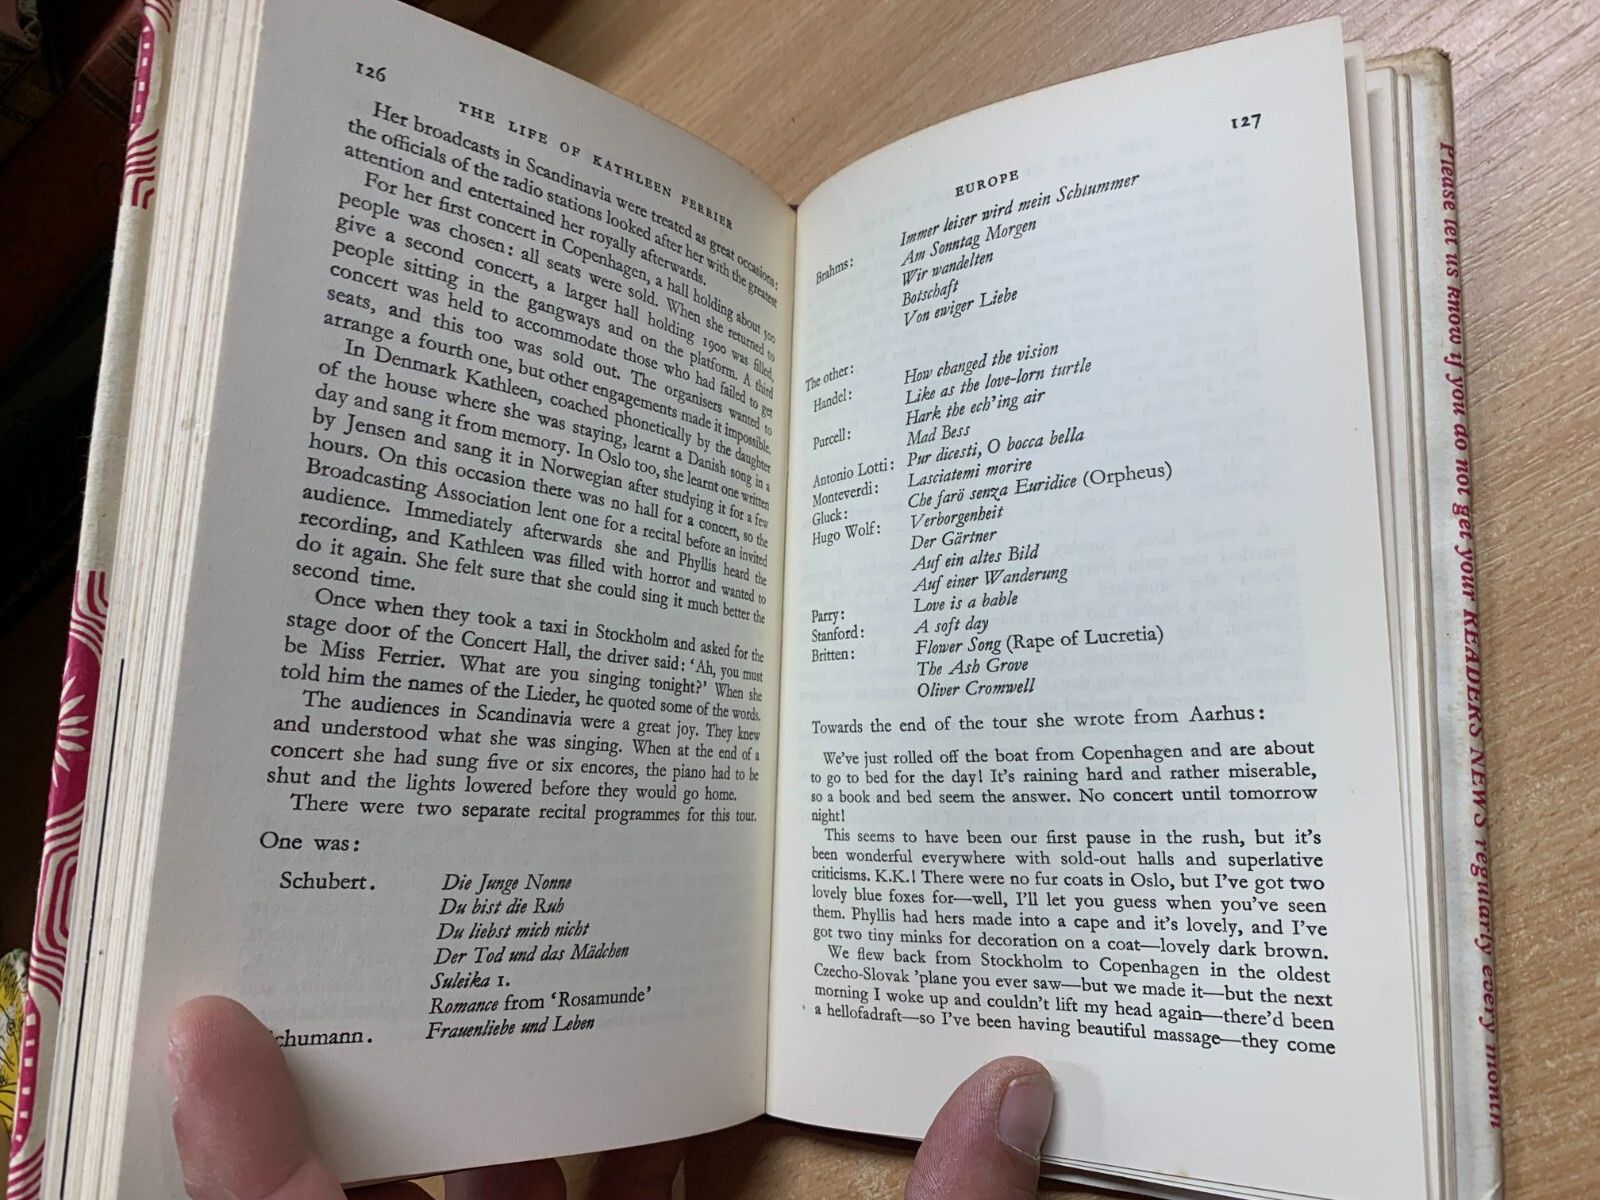 126
THE LIFE OF KATHLEEN FERRIER
Her broadcasts in Scandinavia were treated as great occasions:
the officials of the radio stations looked after her with the greatest
attention and entertained her royally afterwards.
For her first concert in Copenhagen, a hall holding about 500
people was chosen: all seats were sold. When she returned to
give a second concert, a larger hall holding 1900 was filled,
people sitting in the gangways and on the platform. A third
concert was held to accommodate those who had failed to get
seats, and this too was sold out. The organisers wanted to
arrange a fourth one, but other engagements made it impossible.
In Denmark Kathleen, coached phonetically by the daughter
of the house where she was staying, learnt a Danish song in a
day and sang it from memory. In Oslo too, she learnt one written
by Jensen and sang it in Norwegian after studying it for a few
hours. On this occasion there was no hall for a concert, so the
Broadcasting Association lent one for a recital before an invited
audience. Immediately afterwards she and Phyllis heard the
recording, and Kathleen was filled with horror and wanted to
do it again. She felt sure that she could sing it much better the
second time.
Once when they took a taxi in Stockholm and asked for the
stage door of the Concert Hall, the driver said: 'Ah, you must
be Miss Ferrier. What are you singing tonight?' When she
told him the names of the Lieder, he quoted some of the words.
The audiences in Scandinavia were a great joy. They knew
and understood what she was singing. When at the end of a
concert she had sung five or six encores, the piano had to be
shut and the lights lowered before they would go home.
There were two separate recital programmes for this tour.
One was:
Schubert. Die Junge Nonne
Du bist die Ruh
Du liebst mich nicht
Der Tod und das Mädchen
Suleika 1.
Romance from 'Rosamunde'
chumann. Frauenliebe und Leben
127
EUROPE
Immer leiser wird mein Schlummer
Brahms: Am Sonntag Morgen
Wir wandelten
Botschaft
Von ewiger Liebe
The other:
How changed the vision
Handel: Like as the love-lorn turtle
Hark the ech'ing air
Purcell: Mad Bess
Antonio Lotti: Pur dicesti, O bocca bella
Monteverdi: Lasciatemi morire
Gluck: Che farö senza Euridice (Orpheus)
Hugo Wolf: Verborgenheit
Der Gärtner
Auf ein altes Bild
Auf einer Wanderung
Parry: Love is a bable
Stanford: A soft day
Britten: Flower Song (Rape of Lucretia)
The Ash Grove
Oliver Cromwell
Towards the end of the tour she wrote from Aarhus:
We've just rolled off the boat from Copenhagen and are about
to go to bed for the day! It's raining hard and rather miserable,
so a book and bed seem the answer. No concert until tomorrow
night!
This seems to have been our first pause in the rush, but it's
been wonderful everywhere with sold-out halls and superlative
criticisms. K.K.! There were no fur coats in Oslo, but I've got two
lovely blue foxes for—well, I'll let you guess when you've seen
them. Phyllis had hers made into a cape and it's lovely, and I've
got two tiny minks for decoration on a coat—lovely dark brown.
We flew back from Stockholm to Copenhagen in the oldest
Czecho-Slovak 'plane you ever saw—but we made it—but the next
morning I woke up and couldn't lift my head again—there'd been
a hellofadraft—so I've been having beautiful massage—they come
Please let us know if you do not get your READERS NEWS regularly every month